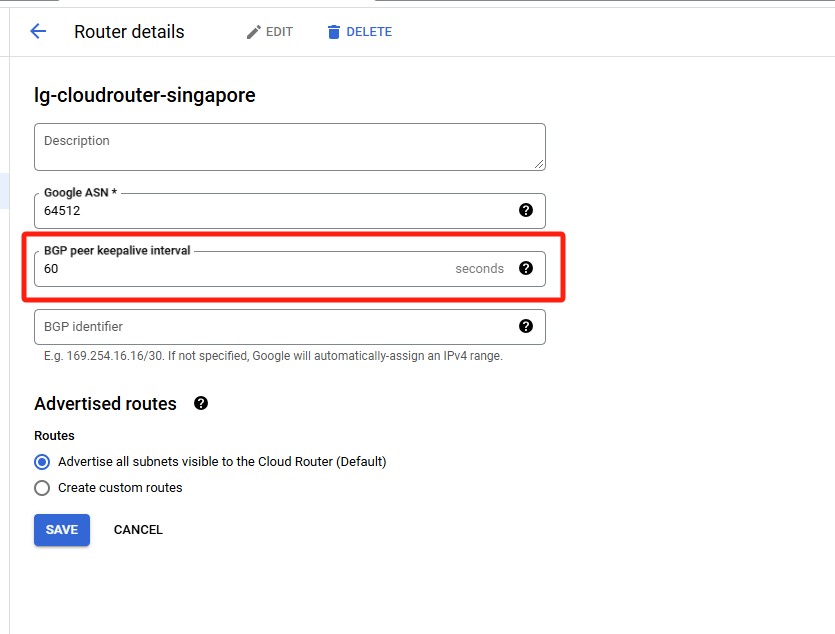 Router details
EDIT
DELETE
lg-cloudrouter-singapore
Description
Google ASN *
64512
BGP peer keepalive interval
60 seconds
BGP identifier
E.g. 169.254.16.16/30. If not specified, Google will automatically-assign an IPv4 range.
Advertised routes
Routes
Advertise all subnets visible to the Cloud Router (Default)
Create custom routes
SAVE
CANCEL